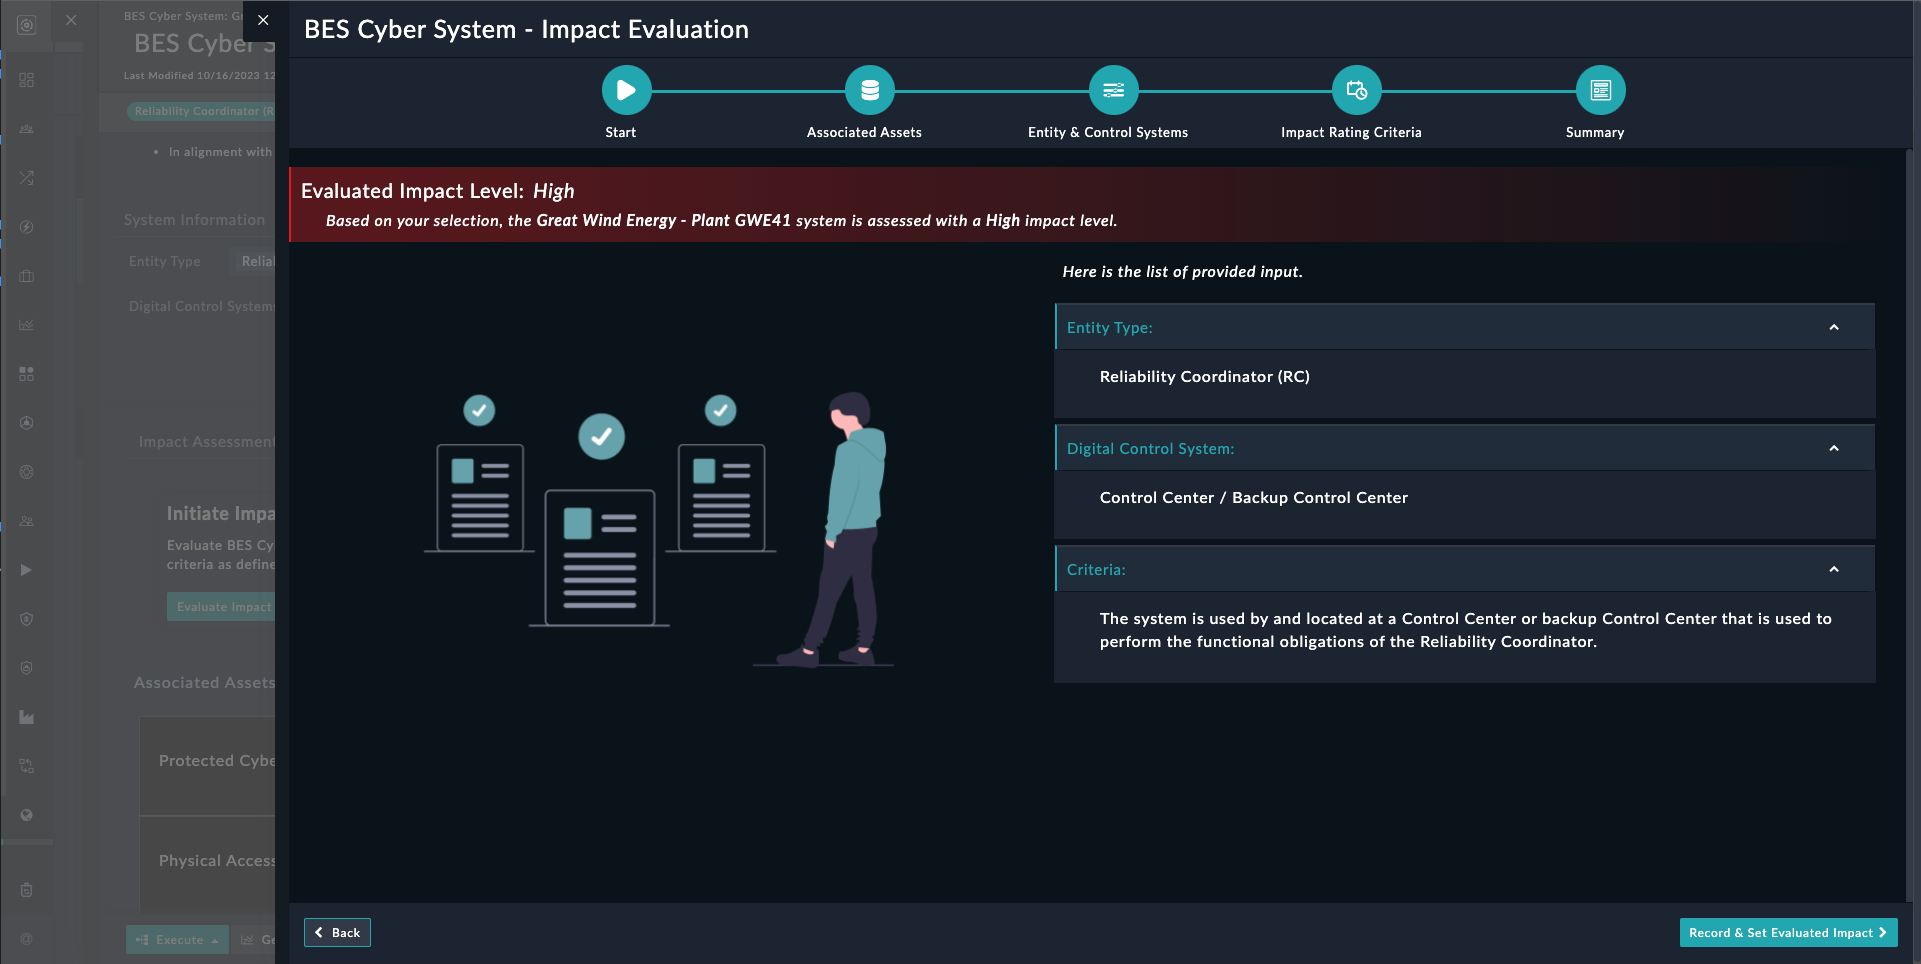 BES Cyber System: Gr
BES Cyber S
Last Modified 10/16/2023 12
Reliability Coordinator (R
In alignment with
System Information
Entity Type
Relial
Digital Control Systems
Impact Assessment
Initiate Impa
Evaluate BES Cy
criteria as define
Evaluate Impact
Associated Assets
Protected Cybe
Physical Access
Execute
Ge
BES Cyber System - Impact Evaluation
Start
Associated Assets
Entity & Control Systems
Impact Rating Criteria
Summary
Evaluated Impact Level: High
Based on your selection, the Great Wind Energy - Plant GWE41 system is assessed with a High impact level.
Here is the list of provided input.
Entity Type:
Reliability Coordinator (RC)
Digital Control System:
Control Center / Backup Control Center
Criteria:
The system is used by and located at a Control Center or backup Control Center that is used to
perform the functional obligations of the Reliability Coordinator.
Back
Record & Set Evaluated Impact